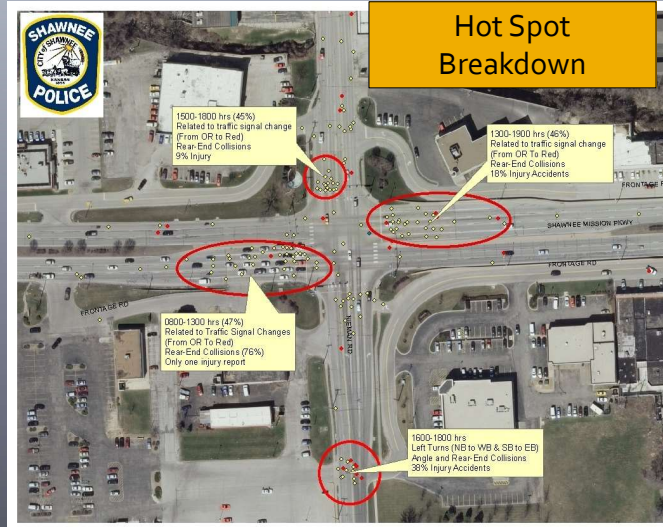 Hot Spot
Breakdown
SHAWNEE
CITY OF SHAWNEE
KANSAS
POLICE
1500-1800 hrs (45%)
Related to traffic signal change
(From OR to Red)
Rear-End Collisions
9% Injury
1300-1900 hrs (46%)
Related to traffic signal change
(From OR To Red)
Rear-End Collisions
18% Injury Accidents
FRONTAGE
SHAWNEE MISSION PKWY
FRONTAGE RD
FRONTAGE RD
NIEMAN RD
0800-1300 hrs (47%)
Related to Traffic Signal Changes
(From OR To Red)
Rear-End Collisions (76%)
Only one injury report
1600-1800 hrs
Left Turns (NB to WB & SB to EB)
Angle and Rear-End Collisions
38% Injury Accidents